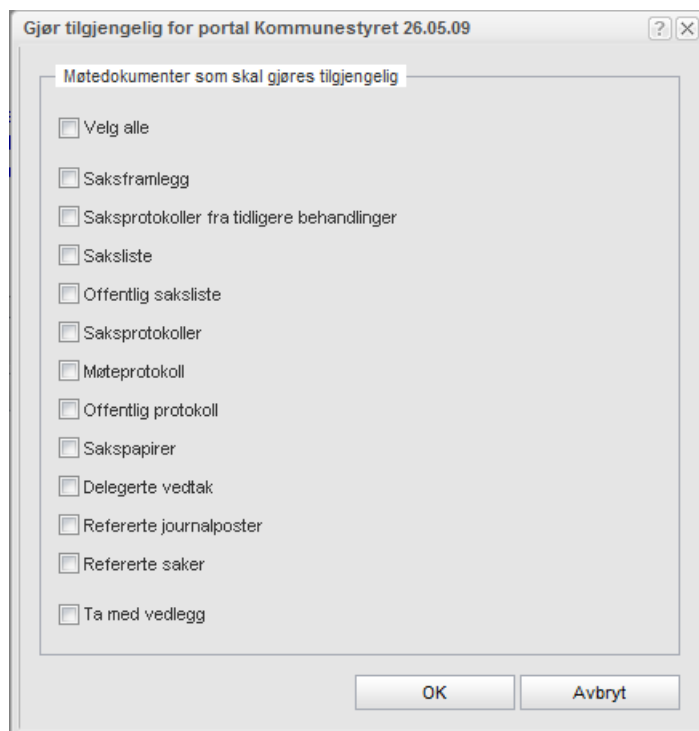 Gjør tilgjengelig for portal Kommunestyret 26.05.09
Møtedokumenter som skal gjøres tilgjengelig
Velg alle
Saksframlegg
Saksprotokoller fra tidligere behandlinger
Saksliste
Offentlig saksliste
Saksprotokoller
Møteprotokoll
Offentlig protokoll
Sakspapirer
Delegerte vedtak
Refererte journalposter
Refererte saker
Ta med vedlegg
OK Avbryt